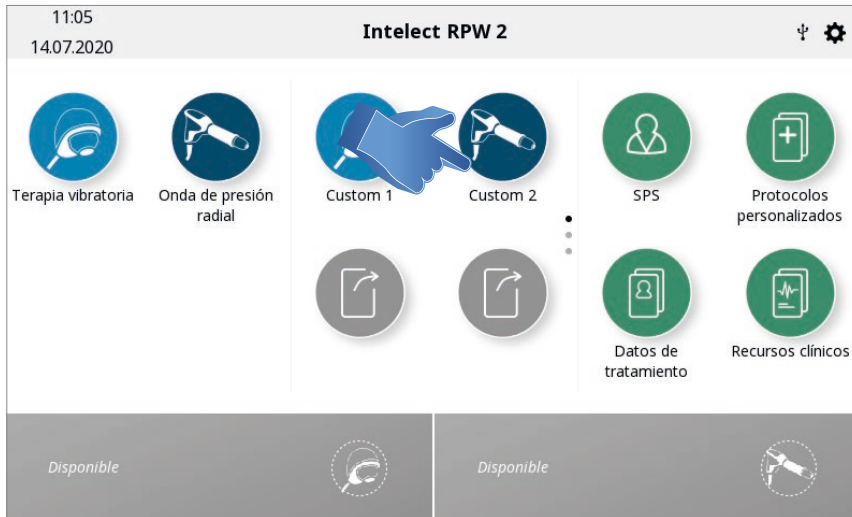 11:05
14.07.2020
Intelect RPW 2
Terapia vibratoria
Onda de presión
radial
Custom 1
Custom 2
SPS
Protocolos
personalizados
Datos de
tratamiento
Recursos clínicos
Disponible
Disponible